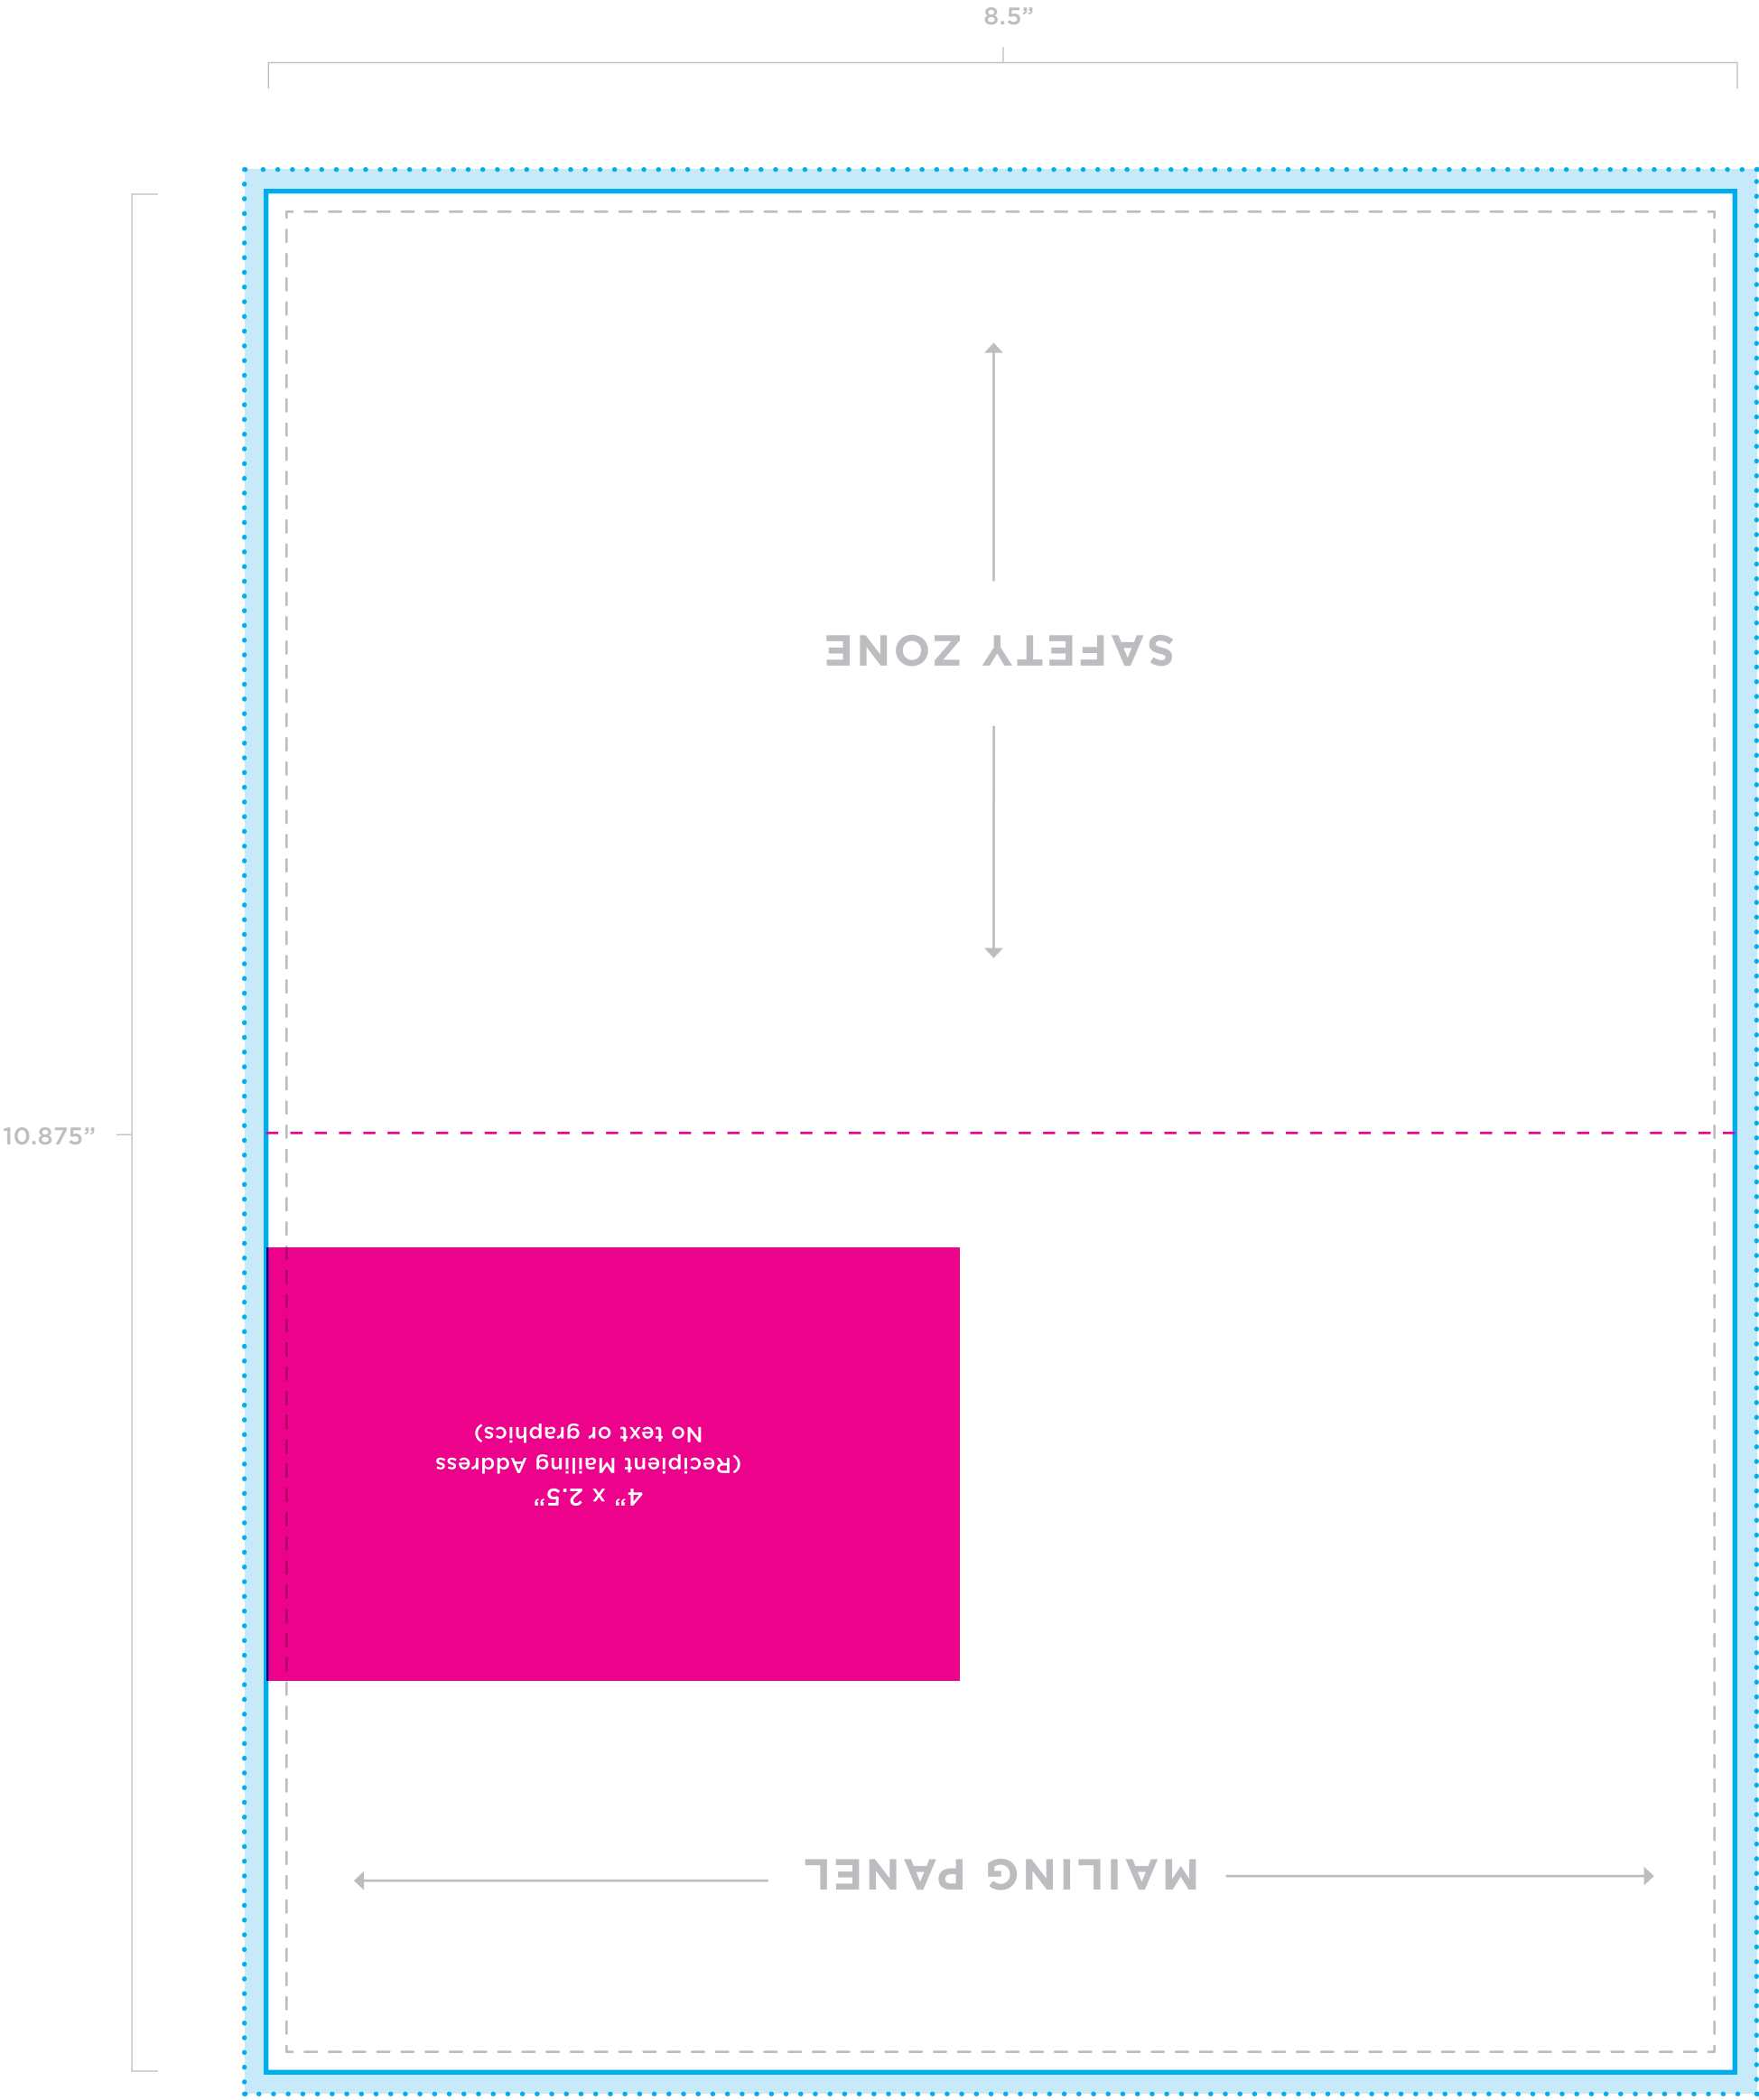 8.5”
10.875”
SAFETY ZONE
4” x 2.5”
(Recipient Mailing Address
No text or graphics)
MAILING PANEL